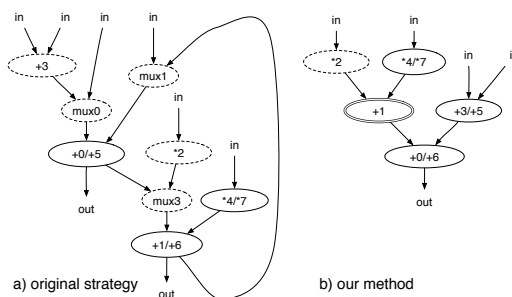 in in in in
+3
mux1
in
mux0
+0/+5
*2
in
out
mux3
*4/*7
+1/+6
out
a) original strategy
in in
*2
*4/*7
in i
+1
+3/+5
+0/+6
out
b) our method